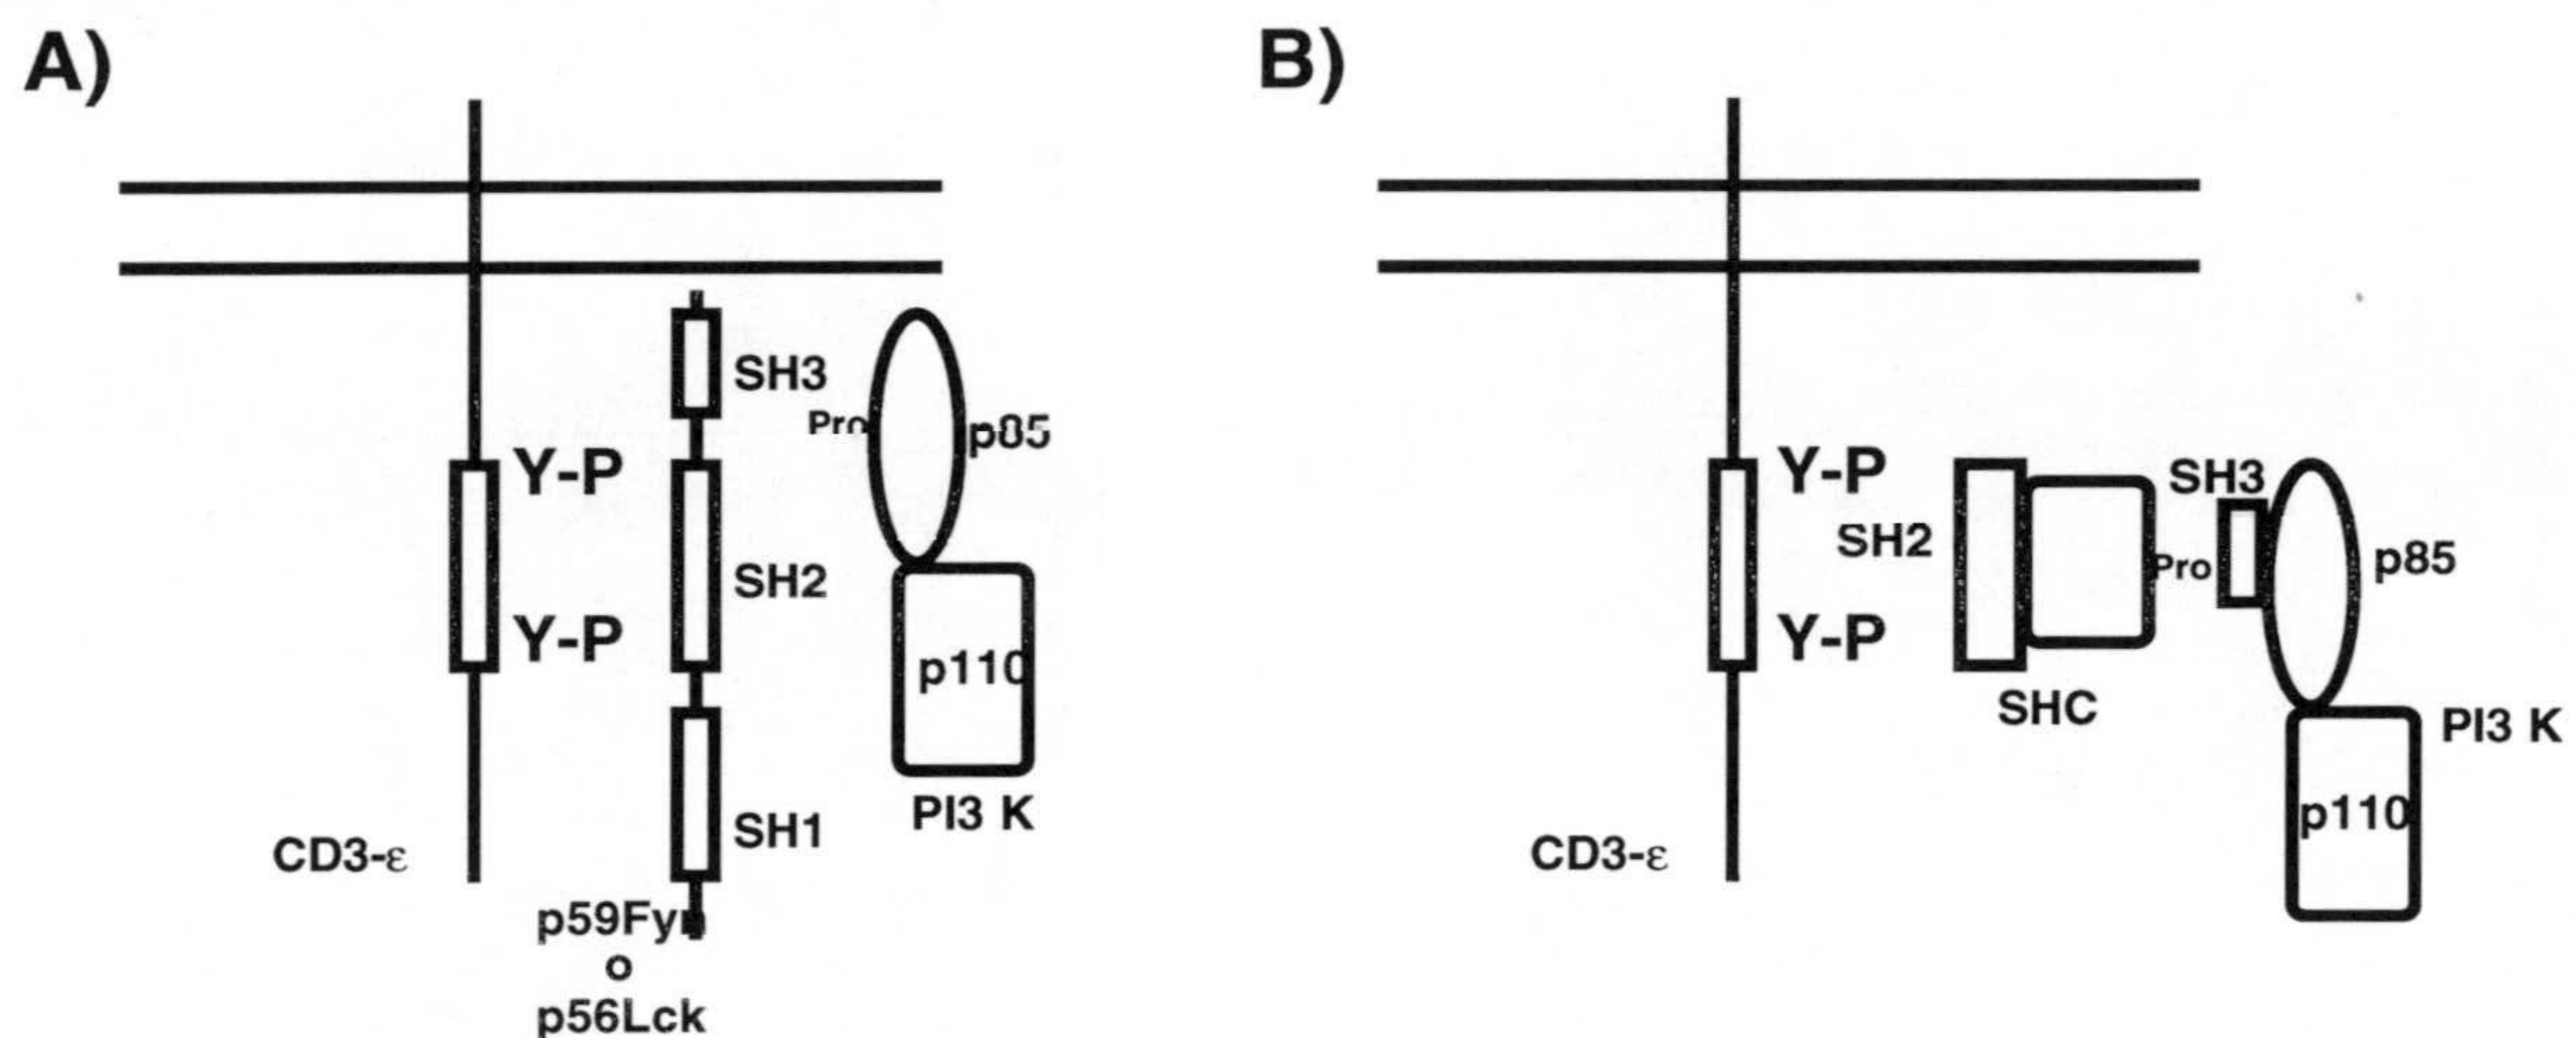 A)
SH3
Pro
p85
Y-P
SH2
Y-P
p110
PI3 K
SH1
CD3-ε
p59Fyn
o
p56Lck
B)
Y-P
SH3
SH2
Pro
p85
Y-P
SHC
PI3 K
p110
CD3-ε